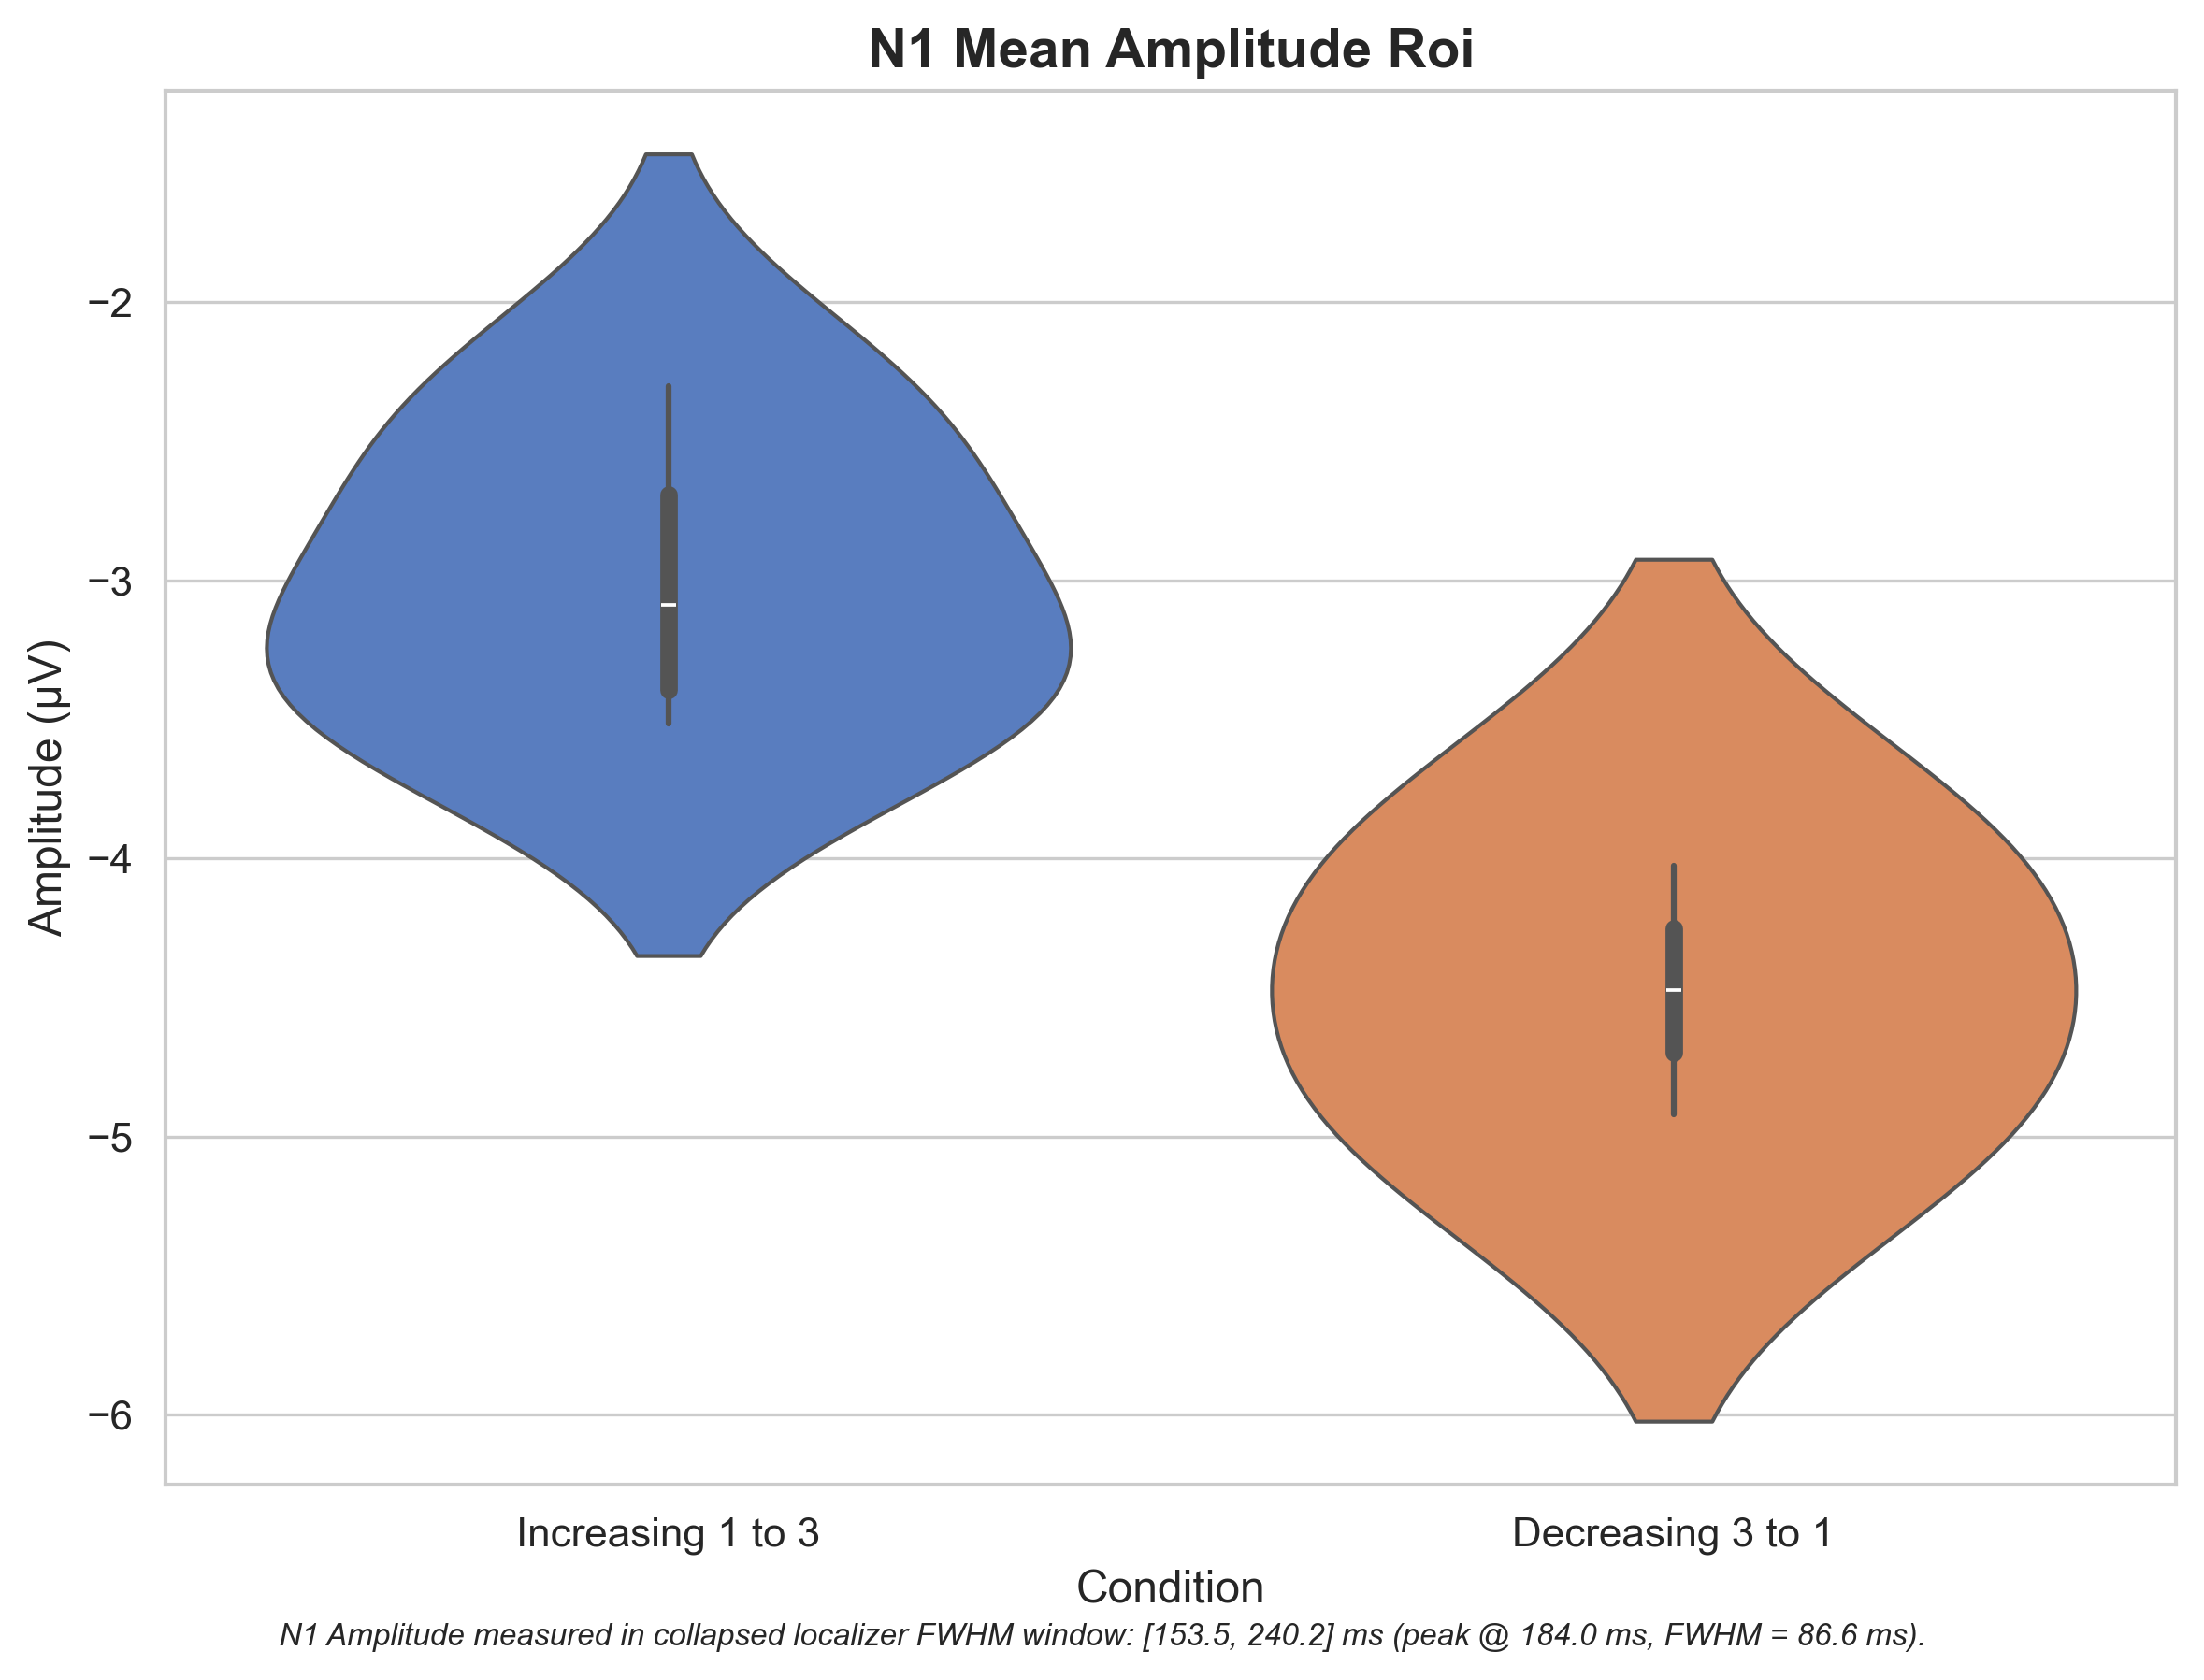 N1 Mean Amplitude Roi
Amplitude (µV)
−2
−3
−4
−5
−6
Increasing 1 to 3
Decreasing 3 to 1
Condition
N1 Amplitude measured in collapsed localizer FWHM window: [153.5, 240.2] ms (peak @ 184.0 ms, FWHM = 86.6 ms).